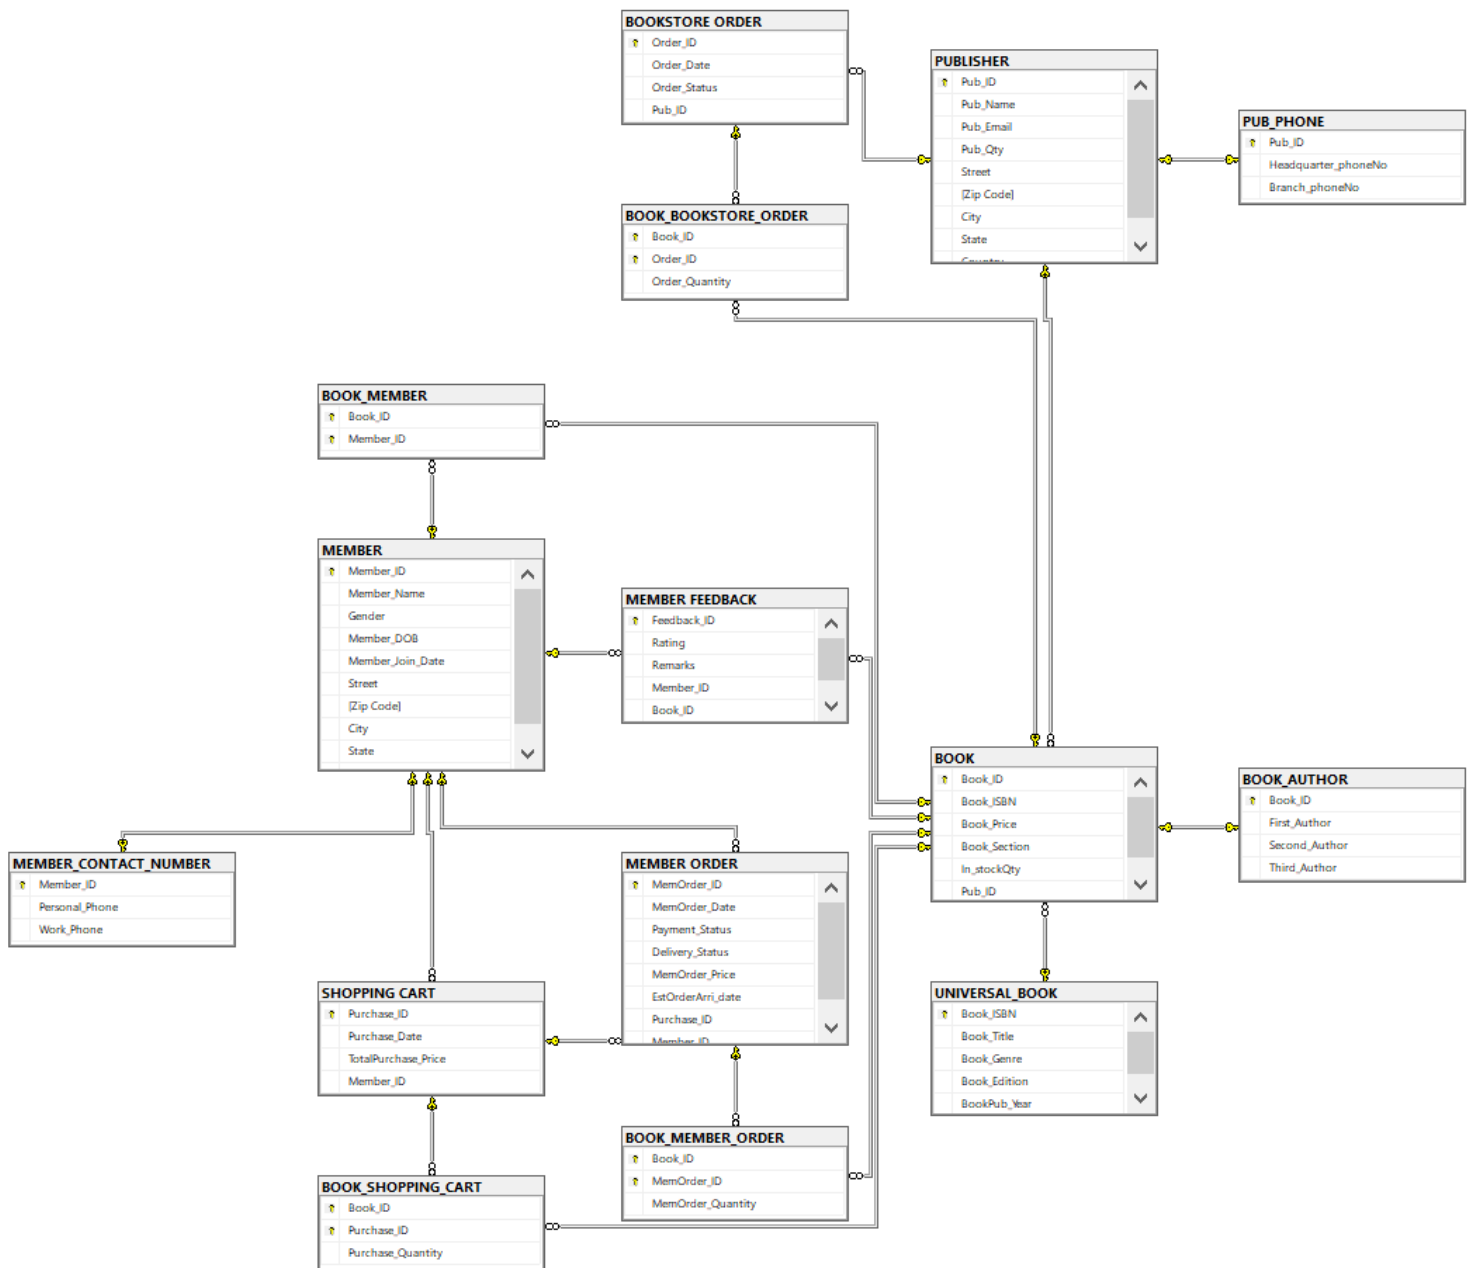 BOOKSTORE ORDER
Order_ID
Order_Date
Order_Status
Pub_ID
PUBLISHER
Pub_ID
Pub_Name
Pub_Email
Pub_Qty
Street
[Zip Code]
City
State
Country
PUB_PHONE
Pub_ID
Headquarter_phoneNo
Branch_phoneNo
BOOK_BOOKSTORE_ORDER
Book_ID
Order_ID
Order_Quantity
BOOK_MEMBER
Book_ID
Member_ID
MEMBER
Member_ID
Member_Name
Gender
Member_DOB
Member_Join_Date
Street
[Zip Code]
City
State
MEMBER FEEDBACK
Feedback_ID
Rating
Remarks
Member_ID
Book_ID
BOOK
Book_ID
Book_ISBN
Book_Price
Book_Section
In_stockQty
Pub_ID
BOOK_AUTHOR
Book_ID
First_Author
Second_Author
Third_Author
MEMBER_CONTACT_NUMBER
Member_ID
Personal_Phone
Work_Phone
MEMBER ORDER
MemOrder_ID
MemOrder_Date
Payment_Status
Delivery_Status
MemOrder_Price
EstOrderArri_date
Purchase_ID
Member_ID
SHOPPING CART
Purchase_ID
Purchase_Date
TotalPurchase_Price
Member_ID
UNIVERSAL_BOOK
Book_ISBN
Book_Title
Book_Genre
Book_Edition
BookPub_Year
BOOK_MEMBER_ORDER
Book_ID
MemOrder_ID
MemOrder_Quantity
BOOK_SHOPPING_CART
Book_ID
Purchase_ID
Purchase_Quantity